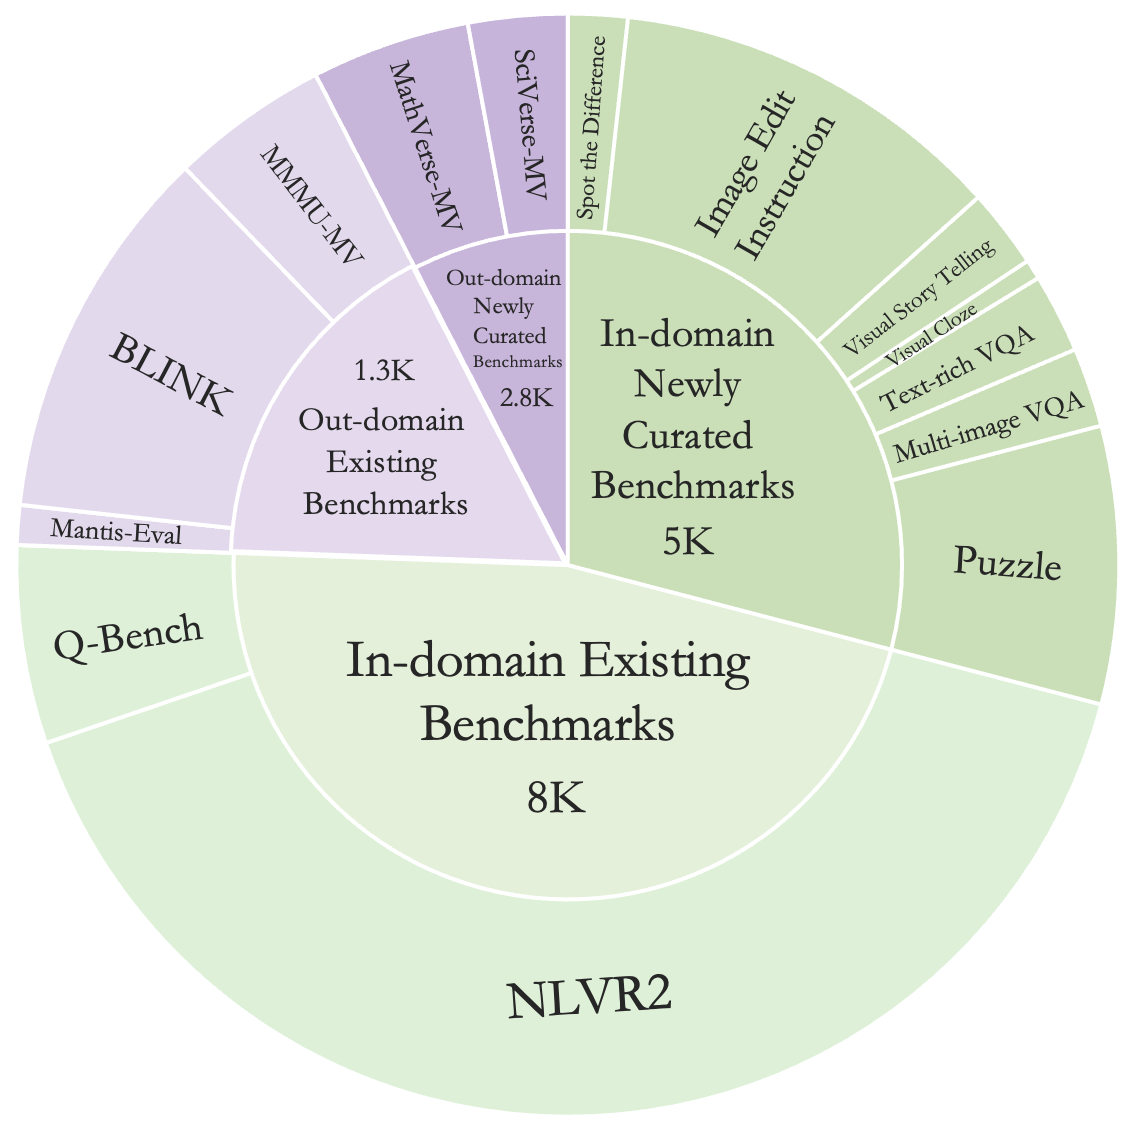 Spot the Difference
Image Edit
Instruction
Visual Story Telling
Visual Cloze
Text-rich VQA
Multi-image VQA
Puzzle
NLVR2
Q-Bench
Mantis-Eval
BLINK
MMMU-MV
MathVerse-MV
SciVerse-MV
In-domain
Newly
Curated
Benchmarks
5K
In-domain Existing
Benchmarks
8K
1.3K
Out-domain
Existing
Benchmarks
Out-domain
Newly
Curated
Benchmarks
2.8K